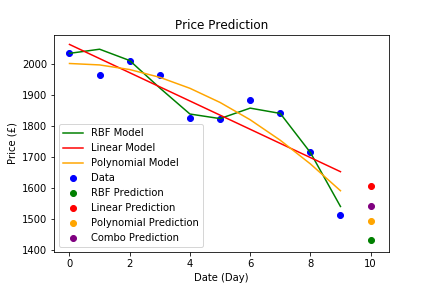 Price Prediction
2000
1900
1800
1700
1600
1500
1400
Price (£)
RBF Model
Linear Model
Polynomial Model
Data
RBF Prediction
Linear Prediction
Polynomial Prediction
Combo Prediction
0 2 4 6 8 10
Date (Day)